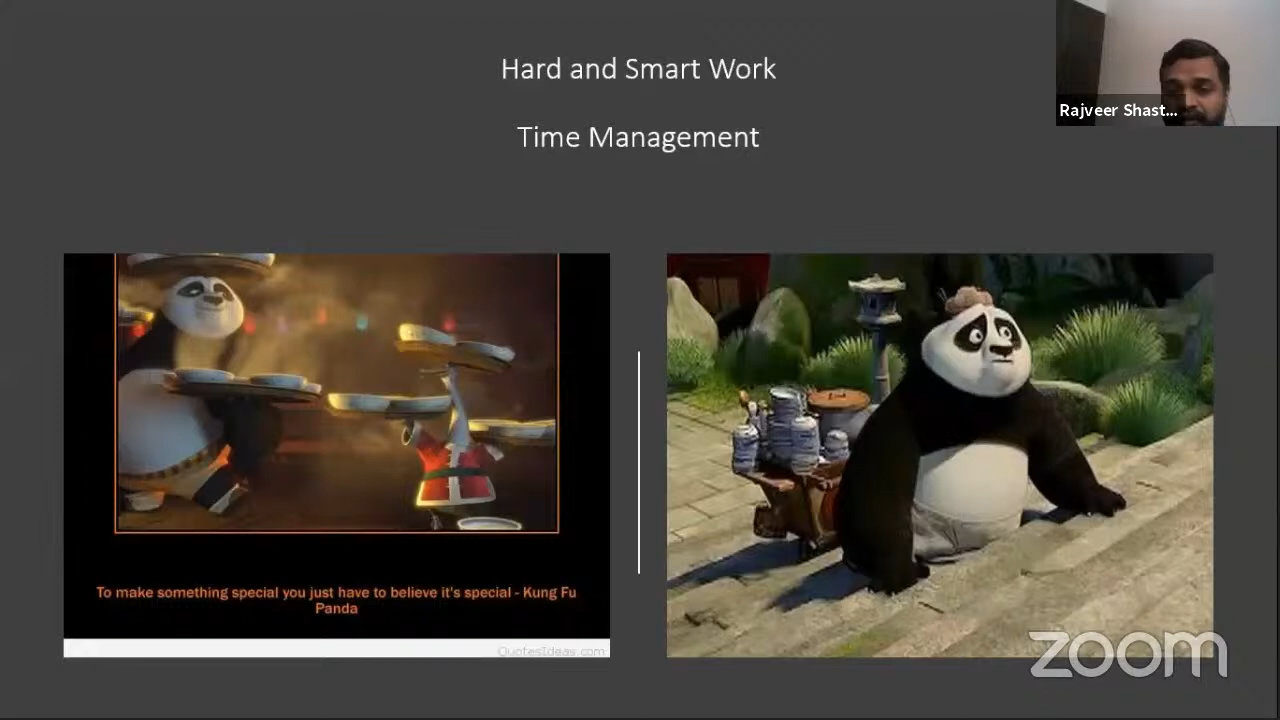 Hard and Smart Work
Rajveer Shast...
Time Management
To make something special you just have to believe it's special - Kung Fu
Panda
QuotesIdeas.com
zoom